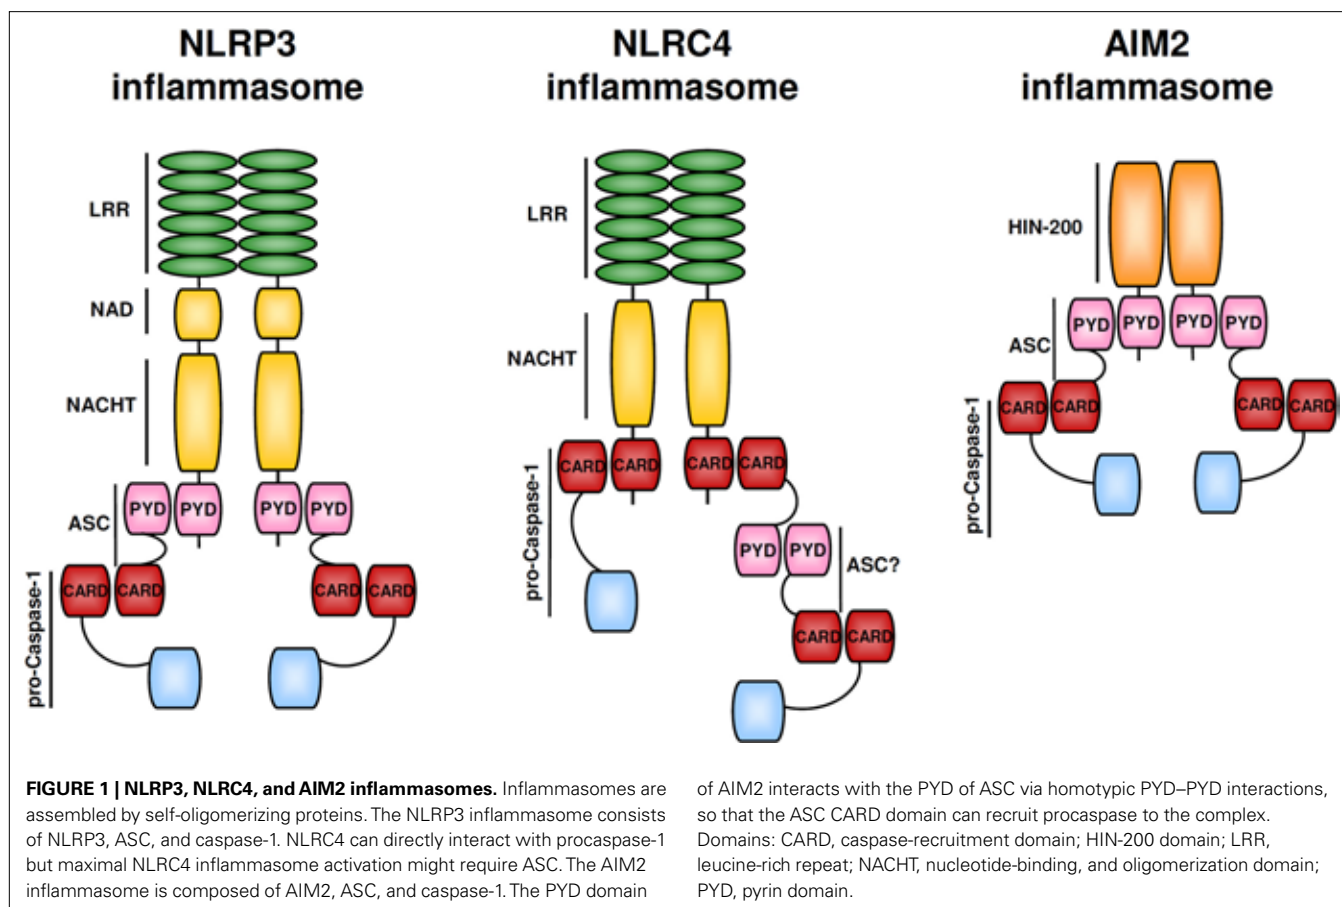 NLRP3
inflammasome
LRR
NAD
NACHT
PYD PYD PYD PYD
ASC
CARD CARD CARD CARD
pro-Caspase-1
NLRC4
inflammasome
LRR
NACHT
CARD CARD CARD CARD
pro-Caspase-1
PYD PYD
ASC?
CARD CARD
AIM2
inflammasome
HIN-200
PYD PYD PYD PYD
ASC
CARD CARD CARD CARD
pro-Caspase-1
FIGURE 1 | NLRP3, NLRC4, and AIM2 inflammasomes. Inflammasomes are
assembled by self-oligomerizing proteins. The NLRP3 inflammasome consists
of NLRP3, ASC, and caspase-1. NLRC4 can directly interact with procaspase-1
but maximal NLRC4 inflammasome activation might require ASC. The AIM2
inflammasome is composed of AIM2, ASC, and caspase-1. The PYD domain
of AIM2 interacts with the PYD of ASC via homotypic PYD–PYD interactions,
so that the ASC CARD domain can recruit procaspase to the complex.
Domains: CARD, caspase-recruitment domain; HIN-200 domain; LRR,
leucine-rich repeat; NACHT, nucleotide-binding, and oligomerization domain;
PYD, pyrin domain.